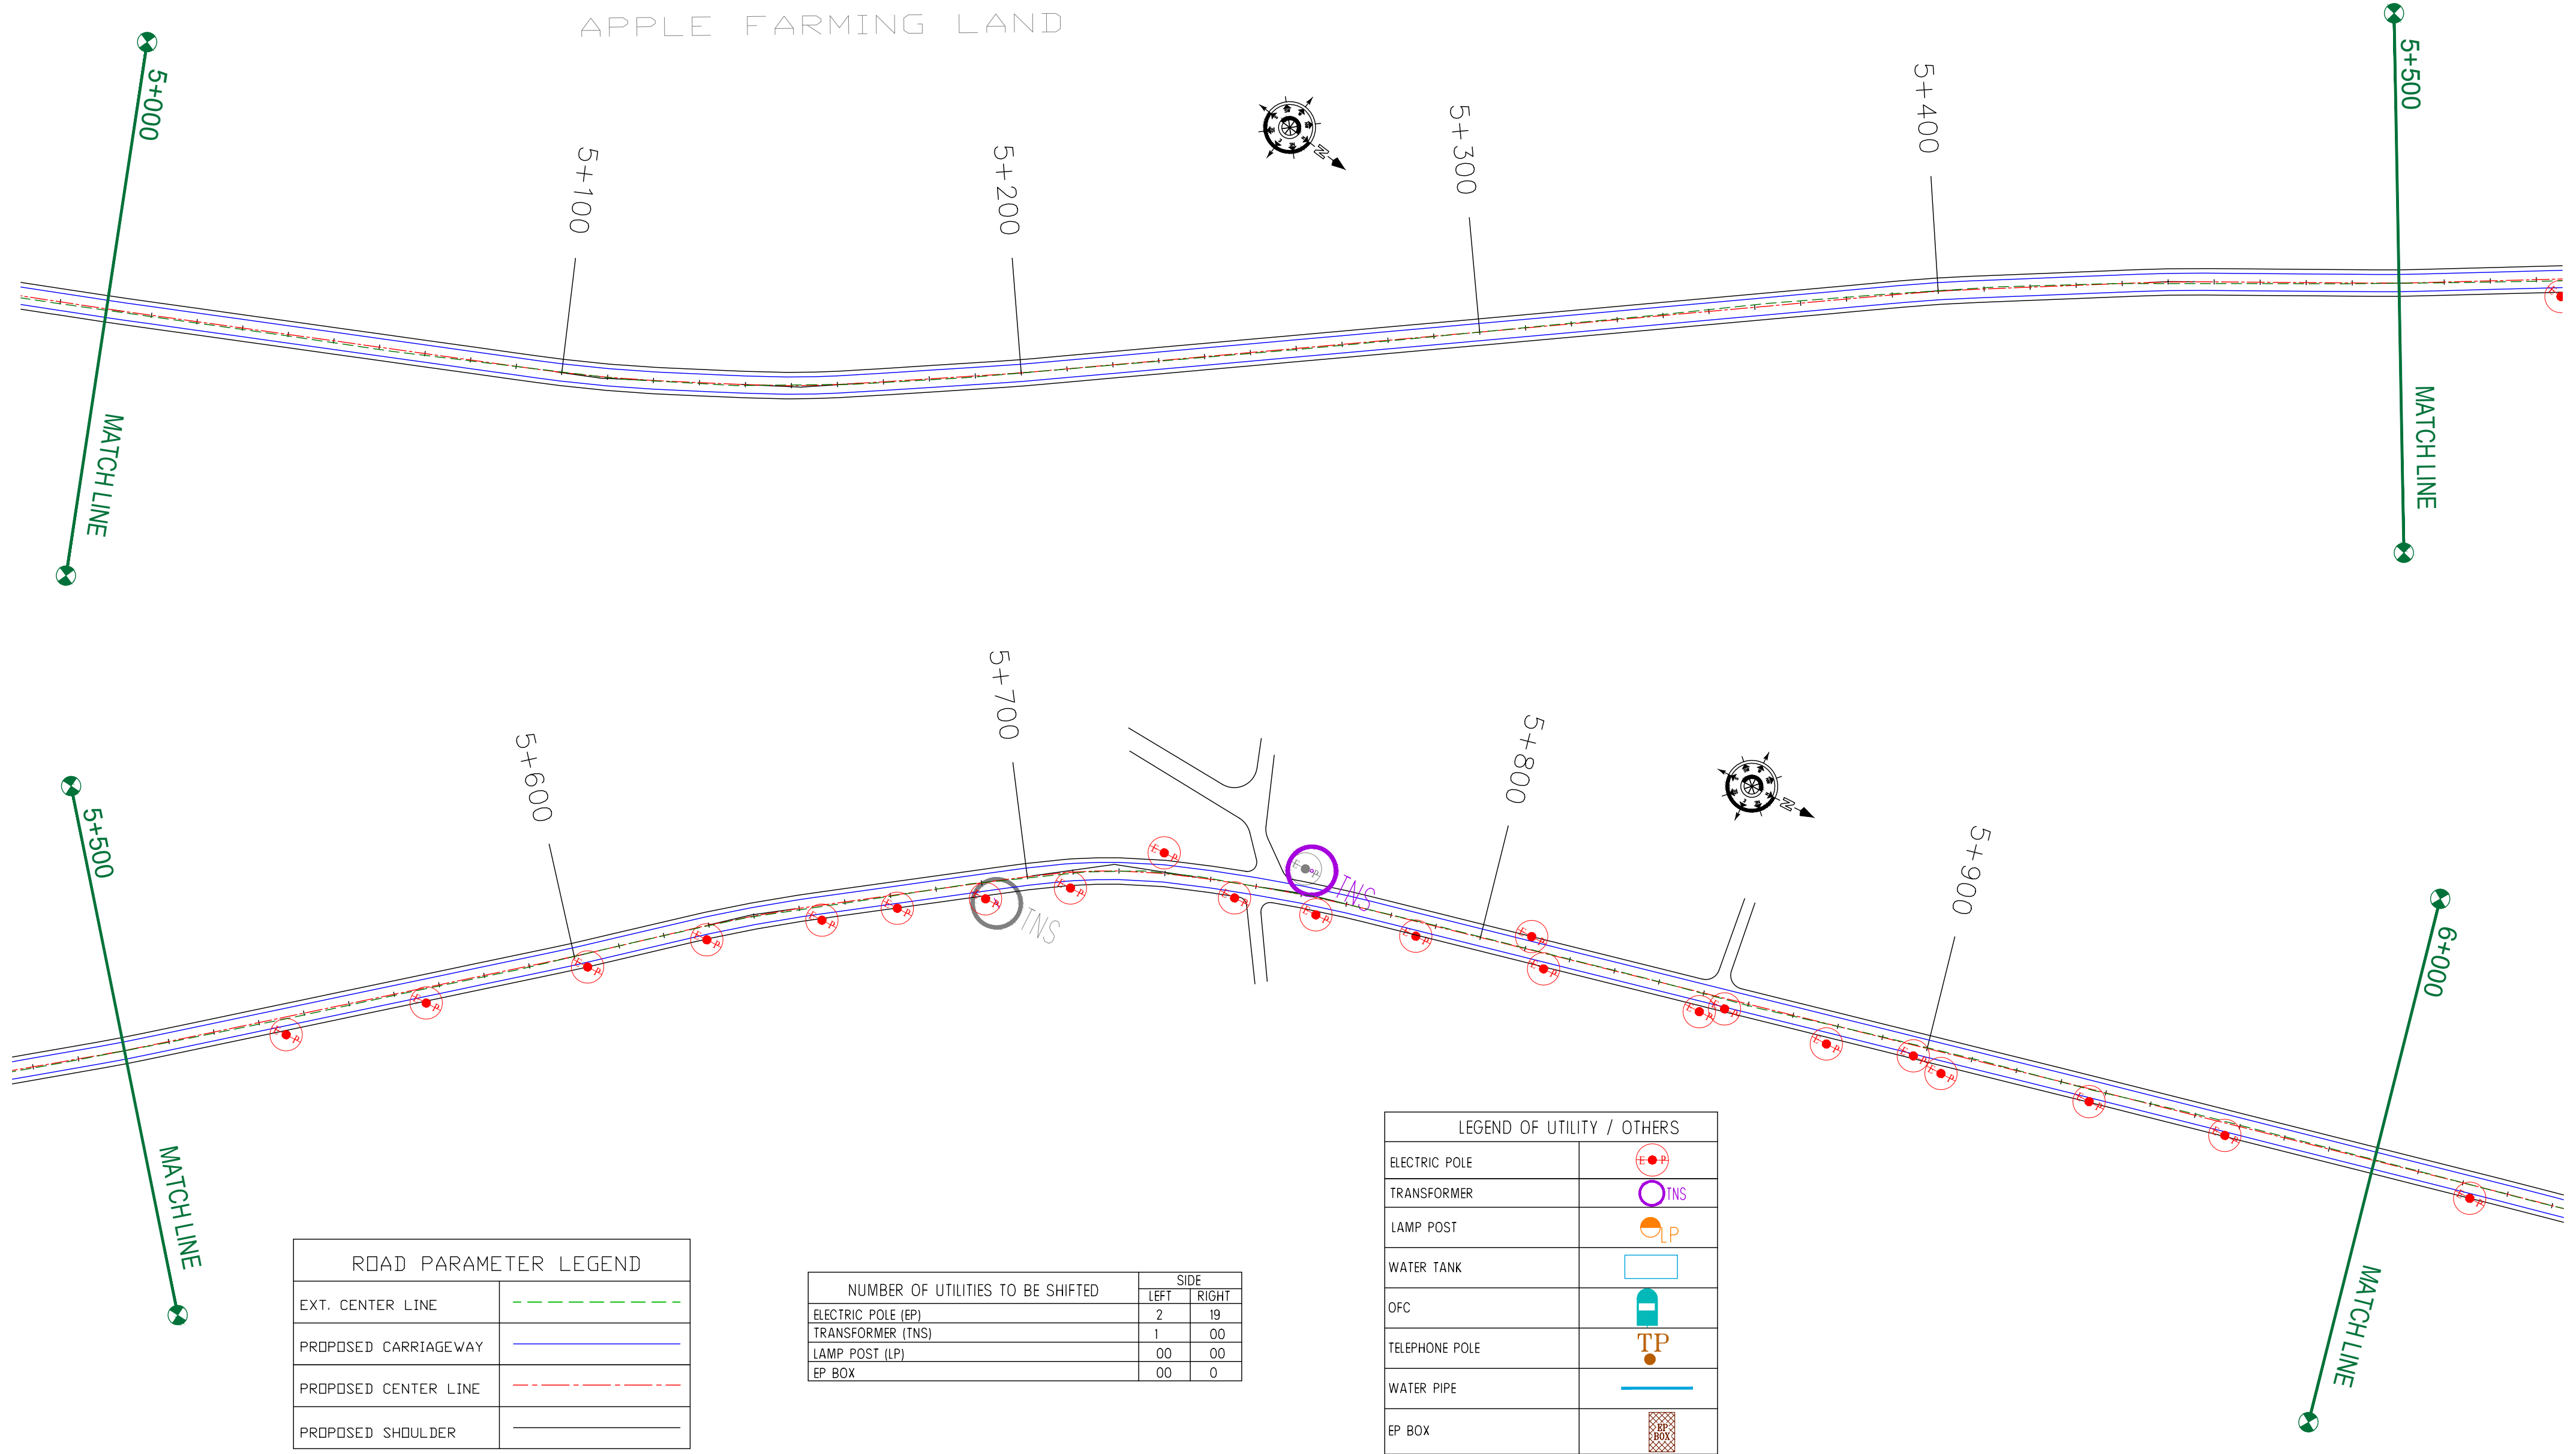 APPLE FARMING LAND
5+000
5+100
5+200
N
5+300
5+400
5+500
MATCH LINE
MATCH LINE
E P
5+500
5+600
5+700
5+800
N
5+900
6+000
MATCH LINE
MATCH LINE
E P
E P
E P
E P
E P
E P
E P
TNS
E P
E P
E P
E P
TNS
E P
E P
E P
E P
E P
E P
E P
E P
E P
E P
E P
E P
ROAD PARAMETER LEGEND
EXT. CENTER LINE
PROPOSED CARRIAGEWAY
PROPOSED CENTER LINE
PROPOSED SHOULDER
NUMBER OF UTILITIES TO BE SHIFTED SIDE
LEFT RIGHT
ELECTRIC POLE (EP) 2 19
TRANSFORMER (TNS) 1 00
LAMP POST (LP) 00 00
EP BOX 00 0
LEGEND OF UTILITY / OTHERS
ELECTRIC POLE E P
TRANSFORMER TNS
LAMP POST LP
WATER TANK
OFC
TELEPHONE POLE TP
WATER PIPE
EP BOX EP BOX